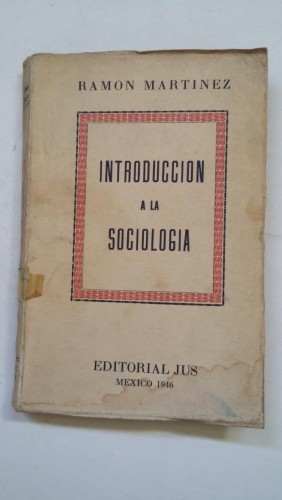 RAMON MARTINEZ
INTRODUCCION
A LA
SOCIOLOGIA
EDITORIAL JUS
MEXICO 1946